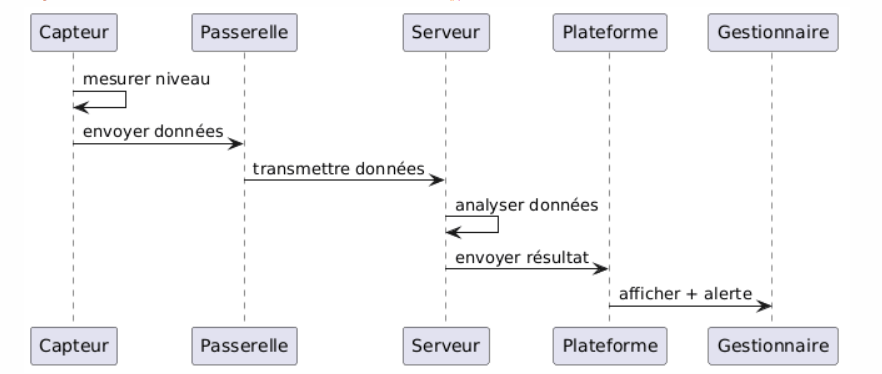 Capteur Passerelle Serveur Plateforme Gestionnaire
mesurer niveau
envoyer données
transmettre données
analyser données
envoyer résultat
afficher + alerte
Capteur Passerelle Serveur Plateforme Gestionnaire